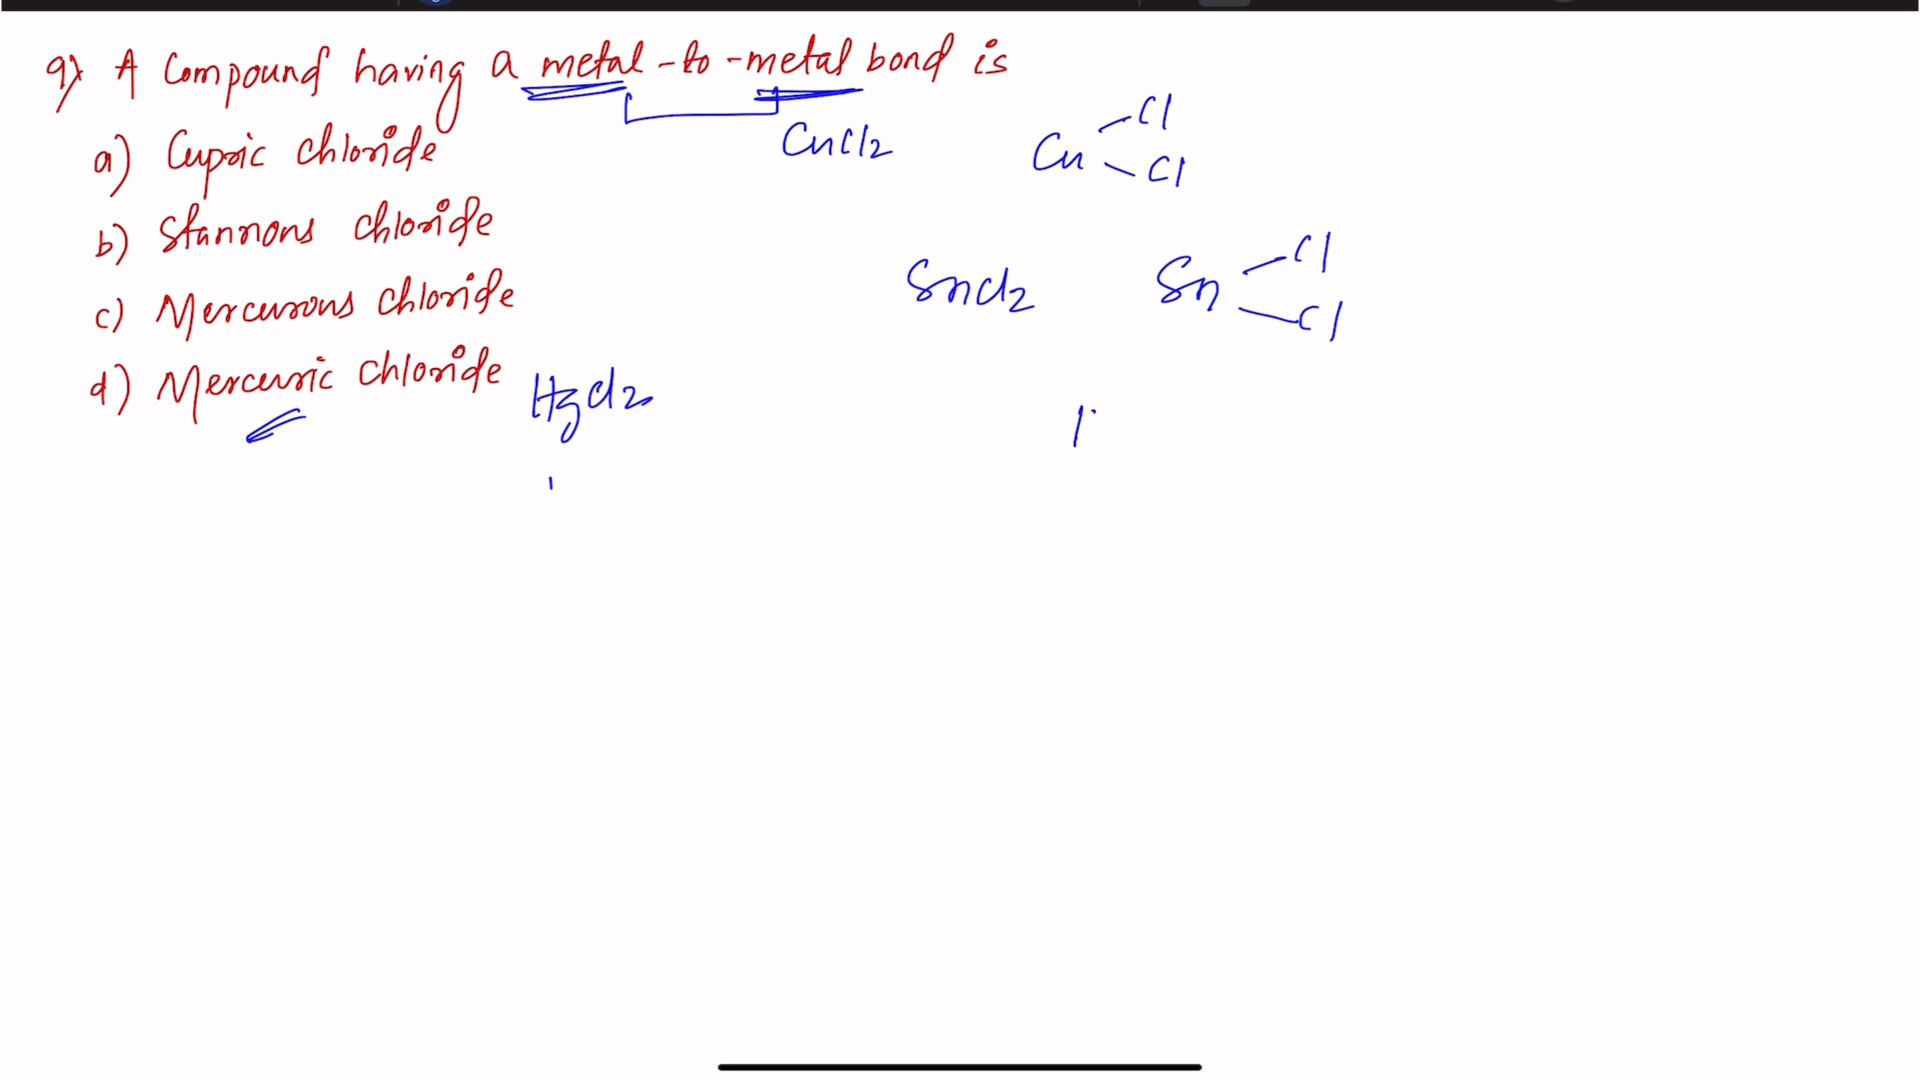 9) A Compound having a metal-to-metal bond is
a) Cupric chloride
CuCl2
Cu
Cl
Cl
b) Stannous chloride
SnCl2
Sn
Cl
Cl
c) Mercurous chloride
d) Mercuric chloride
HgCl2